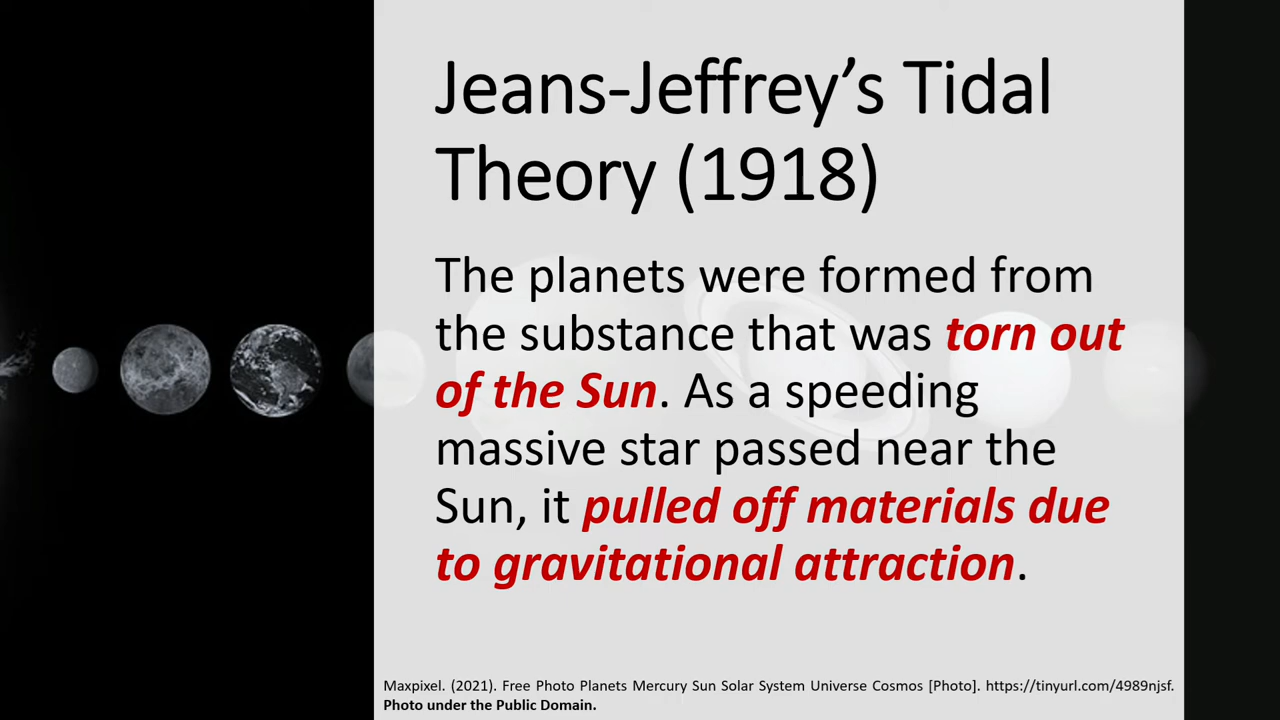 Jeans-Jeffrey’s Tidal
Theory (1918)
The planets were formed from
the substance that was torn out
of the Sun. As a speeding
massive star passed near the
Sun, it pulled off materials due
to gravitational attraction.
Maxpixel. (2021). Free Photo Planets Mercury Sun Solar System Universe Cosmos [Photo]. https://tinyurl.com/4989njsf.
Photo under the Public Domain.